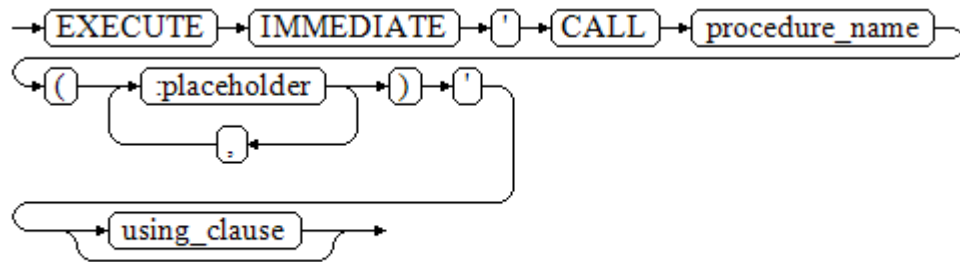 EXECUTE IMMEDIATE ' CALL procedure_name
( :placeholder ) '
,
using_clause